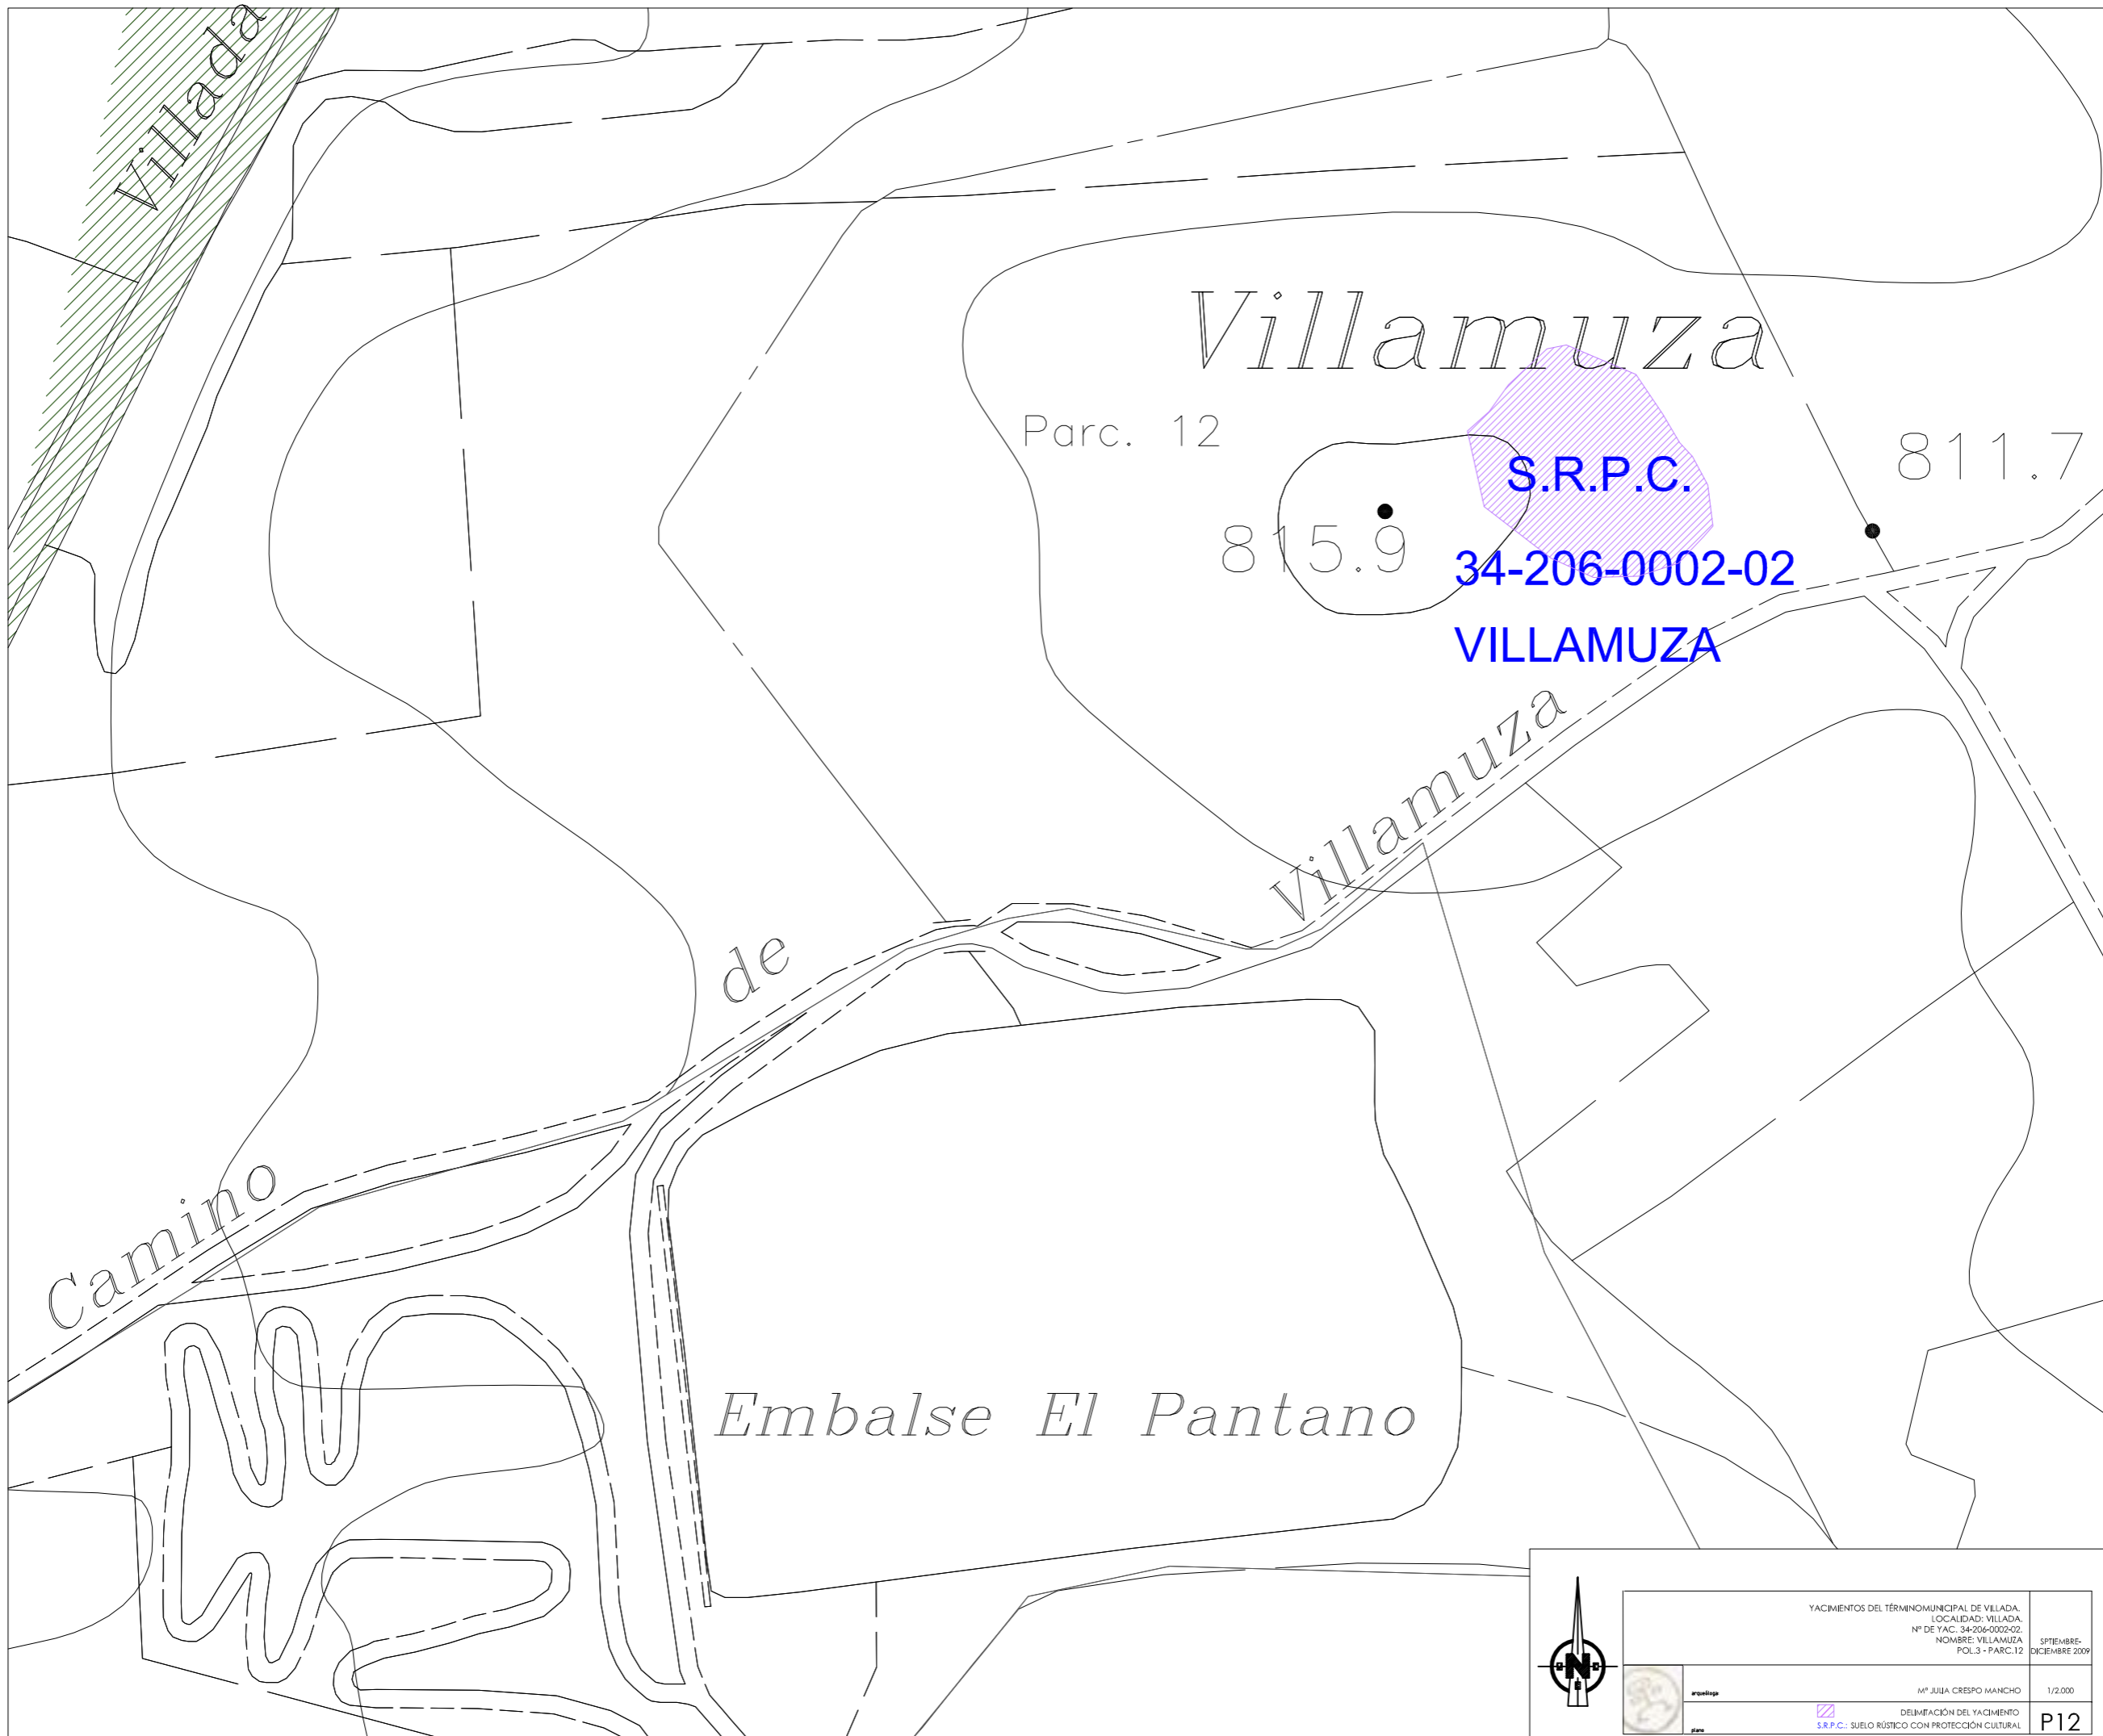 Villada
Villamuza
Parc. 12
811.7
S.R.P.C.
815.9
34-206-0002-02
VILLAMUZA
Camino de Villamuza
Embalse El Pantano
N
YACIMIENTOS DEL TÉRMINOMUNICIPAL DE VILLADA.
LOCALIDAD: VILLADA.
Nº DE YAC. 34-206-0002-02.
NOMBRE: VILLAMUZA
POL.3 - PARC.12
SPTIEMBRE-
DICIEMBRE 2009
arqueóloga
Mª JULIA CRESPO MANCHO
1/2.000
DELIMITACIÓN DEL YACIMIENTO
S.R.P.C.: SUELO RÚSTICO CON PROTECCIÓN CULTURAL
plano
P12